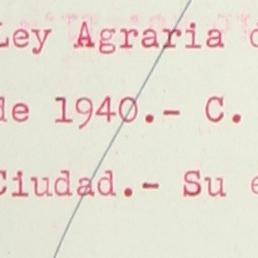 Ley Agraria d
de 1940.- C.
Ciudad.- Su e